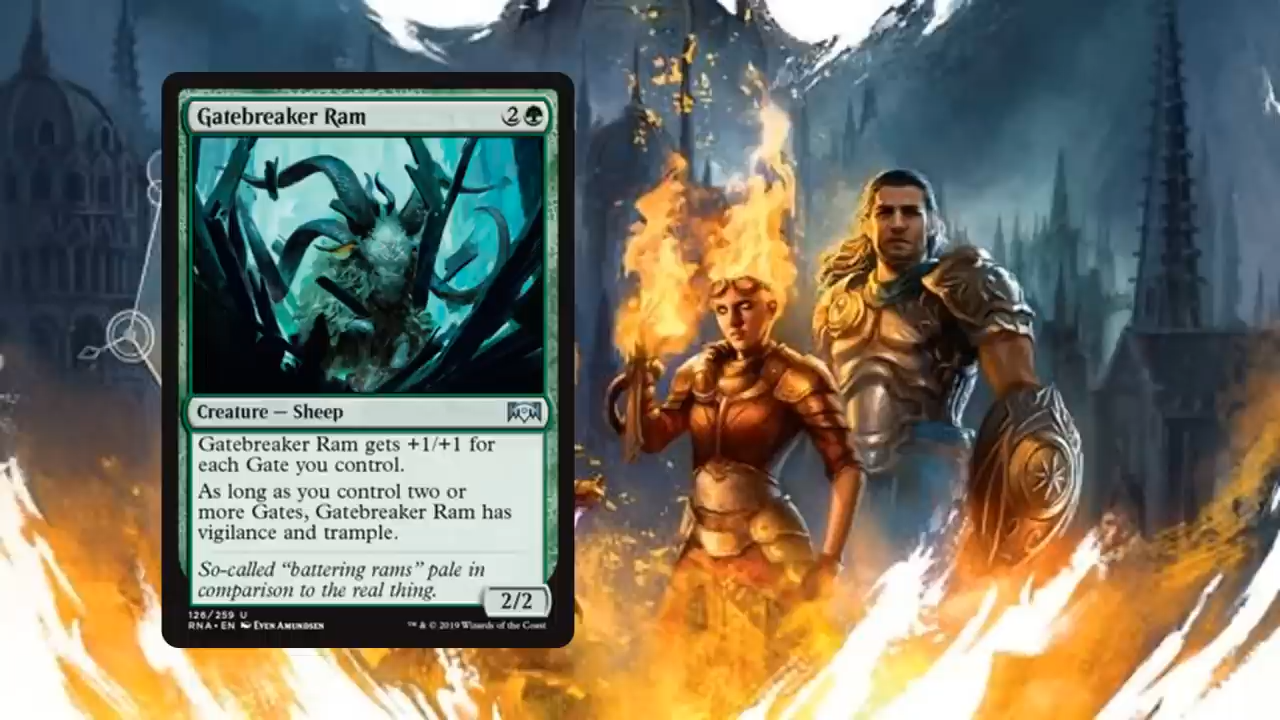 Gatebreaker Ram 2
Creature — Sheep
Gatebreaker Ram gets +1/+1 for
each Gate you control.
As long as you control two or
more Gates, Gatebreaker Ram has
vigilance and trample.
So-called “battering rams” pale in
comparison to the real thing.
2/2
126/259 U
RNA • EN Even Amundsen
™ & © 2019 Wizards of the Coast